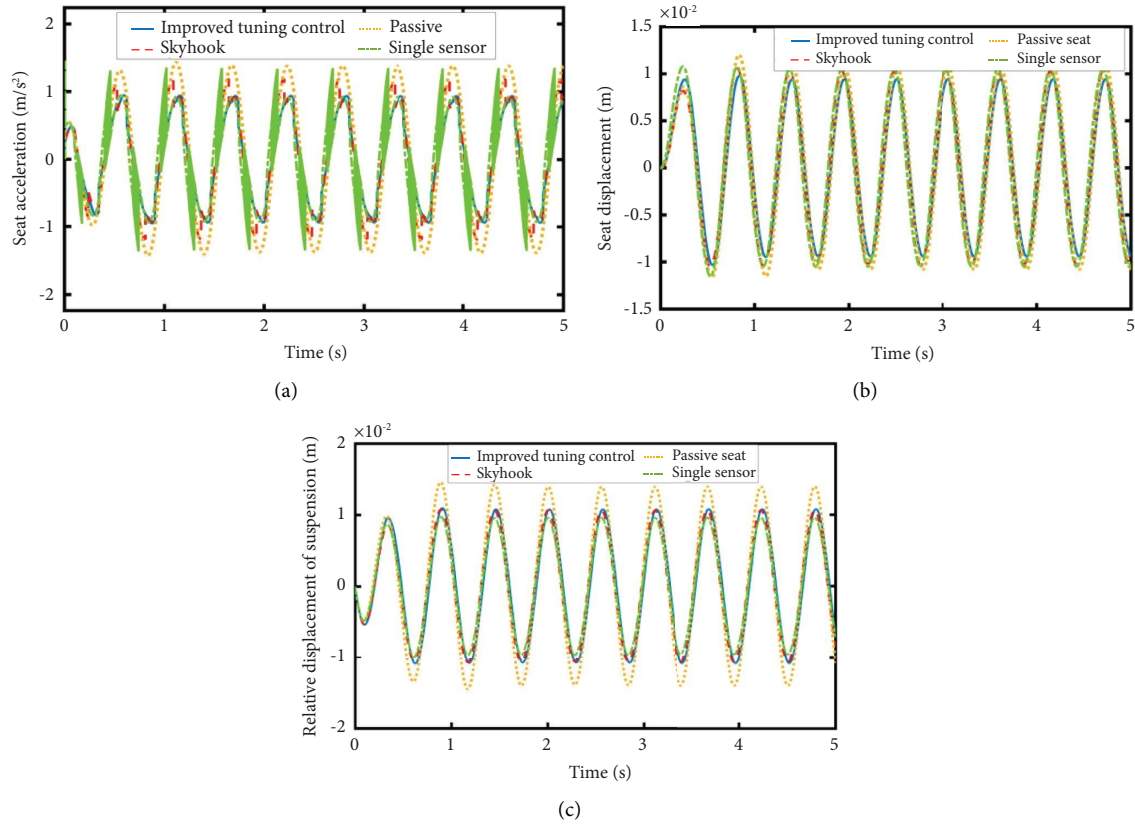 Seat acceleration (m/s²)
2
1
0
-1
-2
Improved tuning control
Skyhook
Passive
Single sensor
0 1 2 3 4 5
Time (s)
(a)
×10⁻²
Seat displacement (m)
1.5
1
0.5
0
-0.5
-1
-1.5
Improved tuning control
Skyhook
Passive seat
Single sensor
0 1 2 3 4 5
Time (s)
(b)
×10⁻²
Relative displacement of suspension (m)
2
1
0
-1
-2
Improved tuning control
Skyhook
Passive seat
Single sensor
0 1 2 3 4 5
Time (s)
(c)